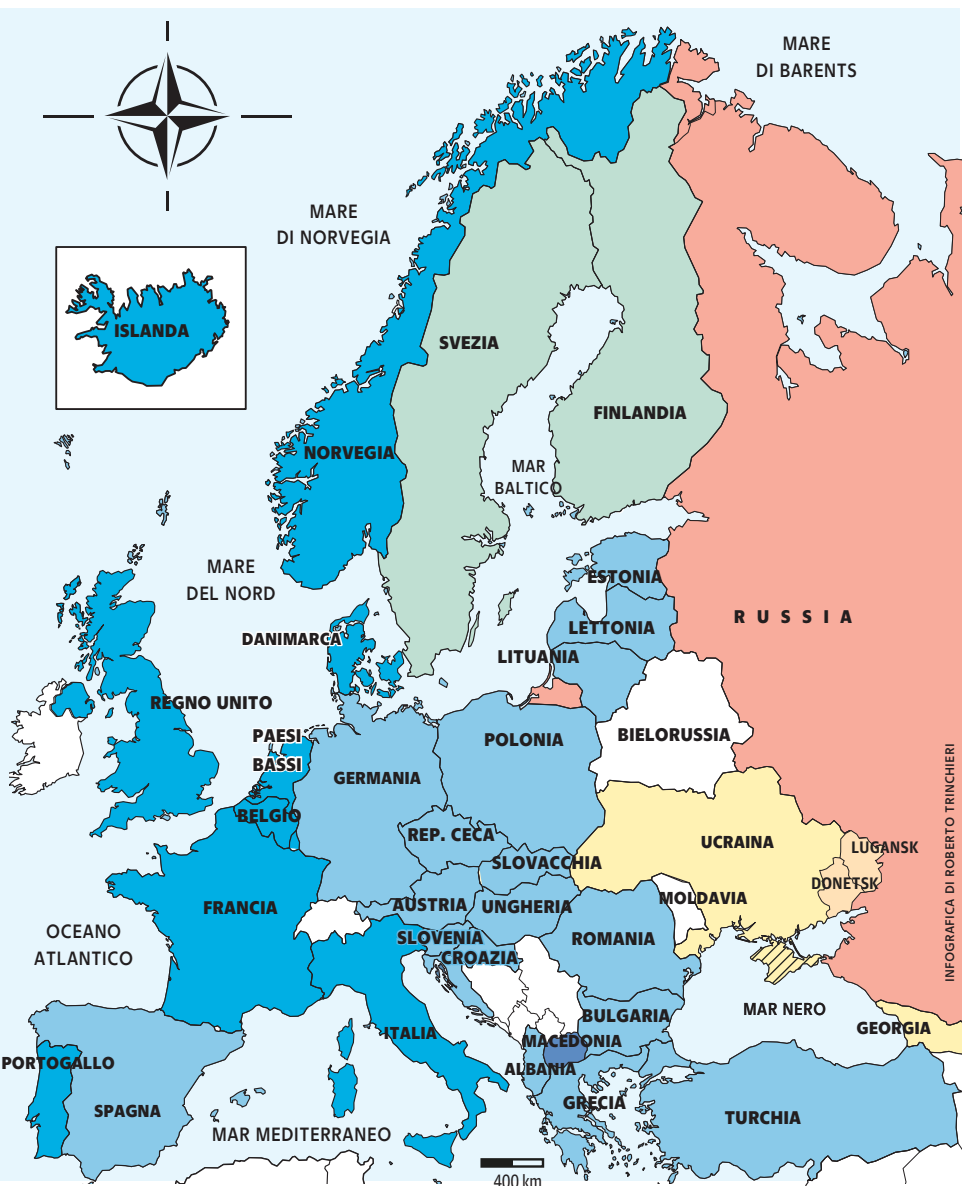 MARE
DI BARENTS
MARE
DI NORVEGIA
ISLANDA
SVEZIA
FINLANDIA
NORVEGIA
MAR
BALTICO
MARE
DEL NORD
ESTONIA
RUSSIA
LETTONIA
DANIMARCA
LITUANIA
REGNO UNITO
PAESI
BASSI
POLONIA
BIELORUSSIA
GERMANIA
BELGIO
REP. CECA
UCRAINA
LUGANSK
SLOVACCHIA
DONETSK
MOLDAVIA
FRANCIA
AUSTRIA
UNGHERIA
OCEANO
ATLANTICO
SLOVENIA
ROMANIA
CROAZIA
MAR NERO
BULGARIA
GEORGIA
ITALIA
MACEDONIA
PORTOGALLO
ALBANIA
SPAGNA
GRECIA
TURCHIA
MAR MEDITERRANEO
400 km
INFOGRAFICA DI ROBERTO TRINCHIERI